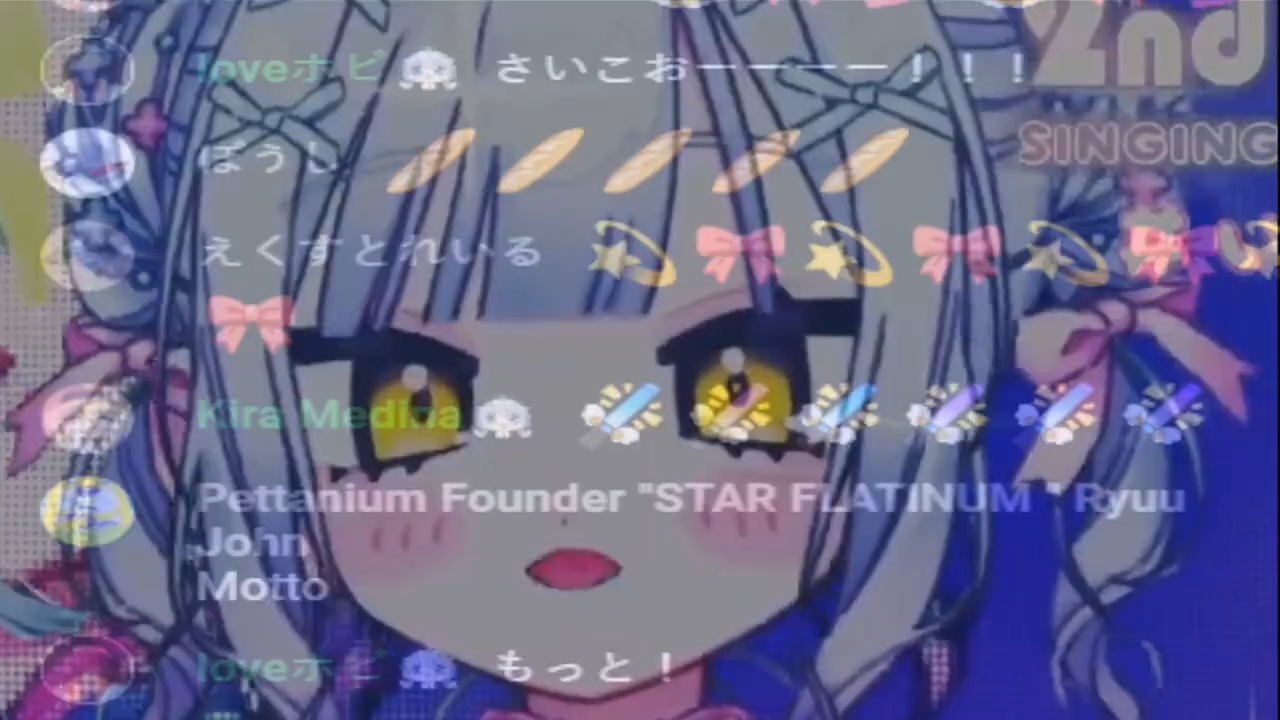 2nd
SINGING
loveホビ さいこおーーーーー！！！
ぼうし
えくすとれいる
Kira Medina
Pettanium Founder "STAR FLATINUM " Ryuu
John
Motto
loveホビ もっと！